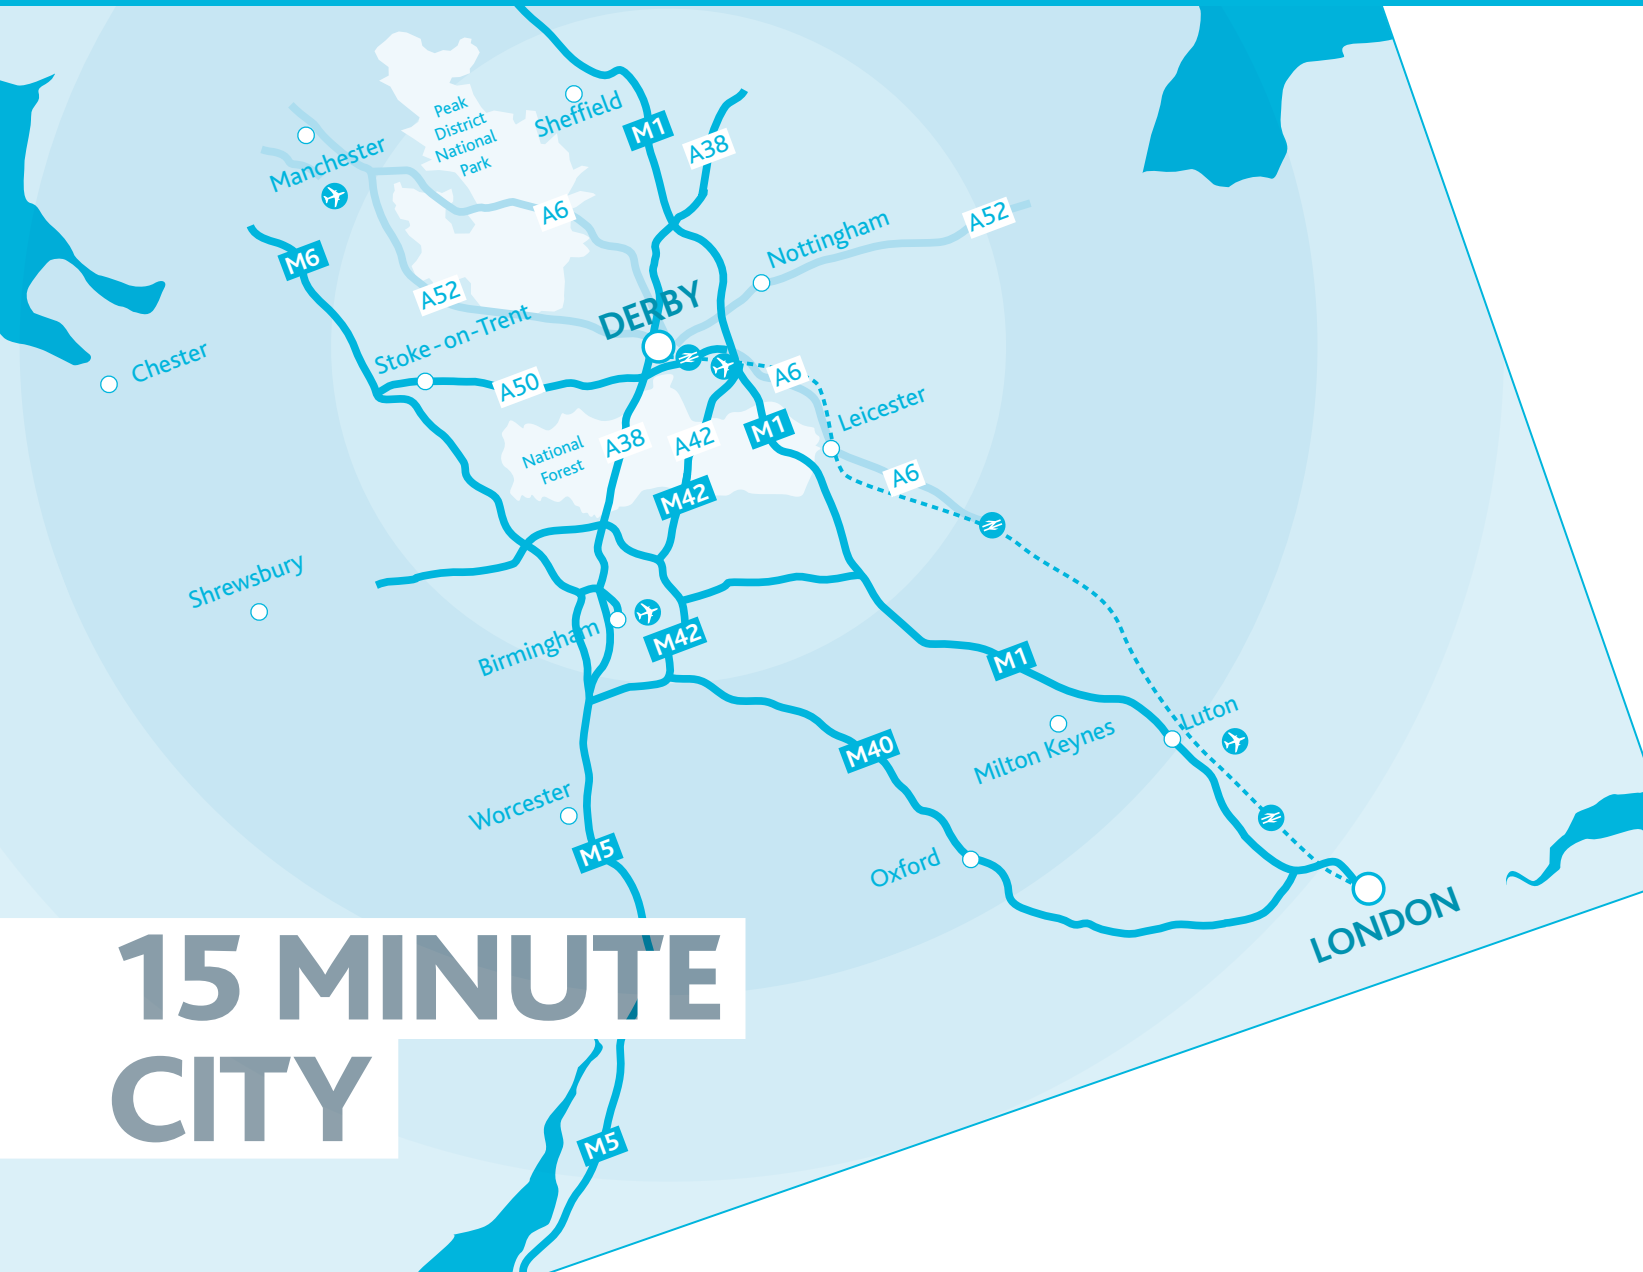 Peak
District
National
Park
Sheffield
M1
A38
Manchester
A6
Nottingham
A52
M6
A52
DERBY
Stoke-on-Trent
Chester
A50
A6
Leicester
M1
National
Forest
A38
A42
A6
M42
Shrewsbury
Birmingham
M42
M1
Luton
Milton Keynes
M40
Worcester
M5
Oxford
LONDON
15 MINUTE
CITY
M5